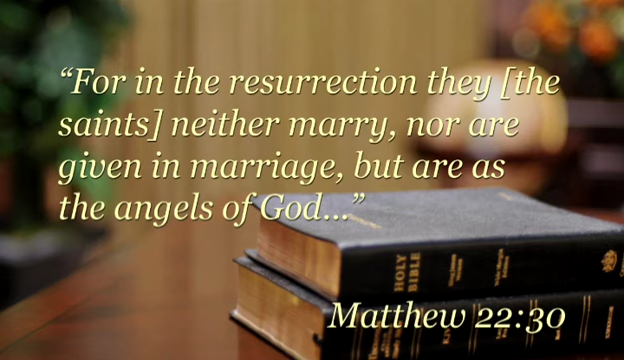 “For in the resurrection they [the
saints] neither marry, nor are
given in marriage, but are as
the angels of God...”
HOLY
BIBLE
Matthew 22:30